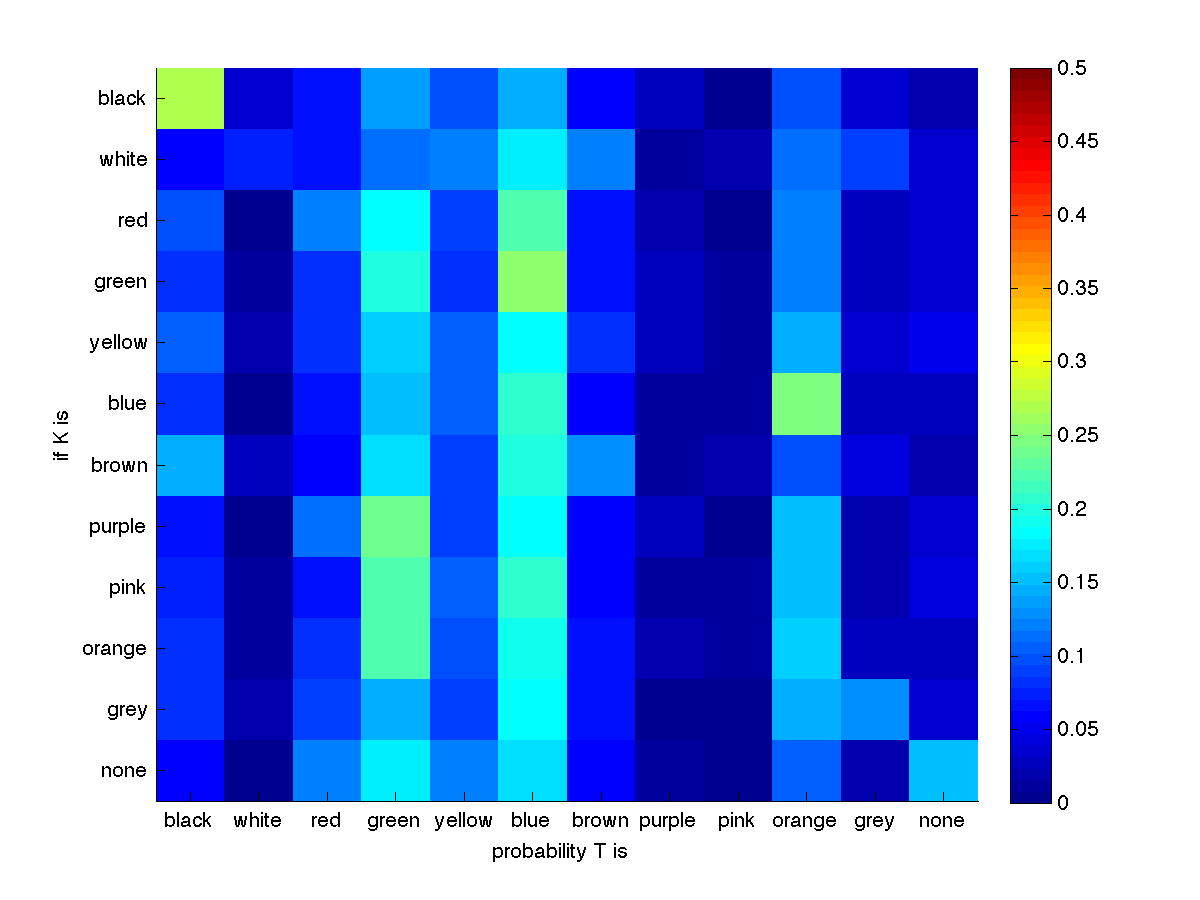 black
white
red
green
yellow
blue
brown
purple
pink
orange
grey
none
if K is
black white red green yellow blue brown purple pink orange grey none
probability T is
0.5
0.45
0.4
0.35
0.3
0.25
0.2
0.15
0.1
0.05
0